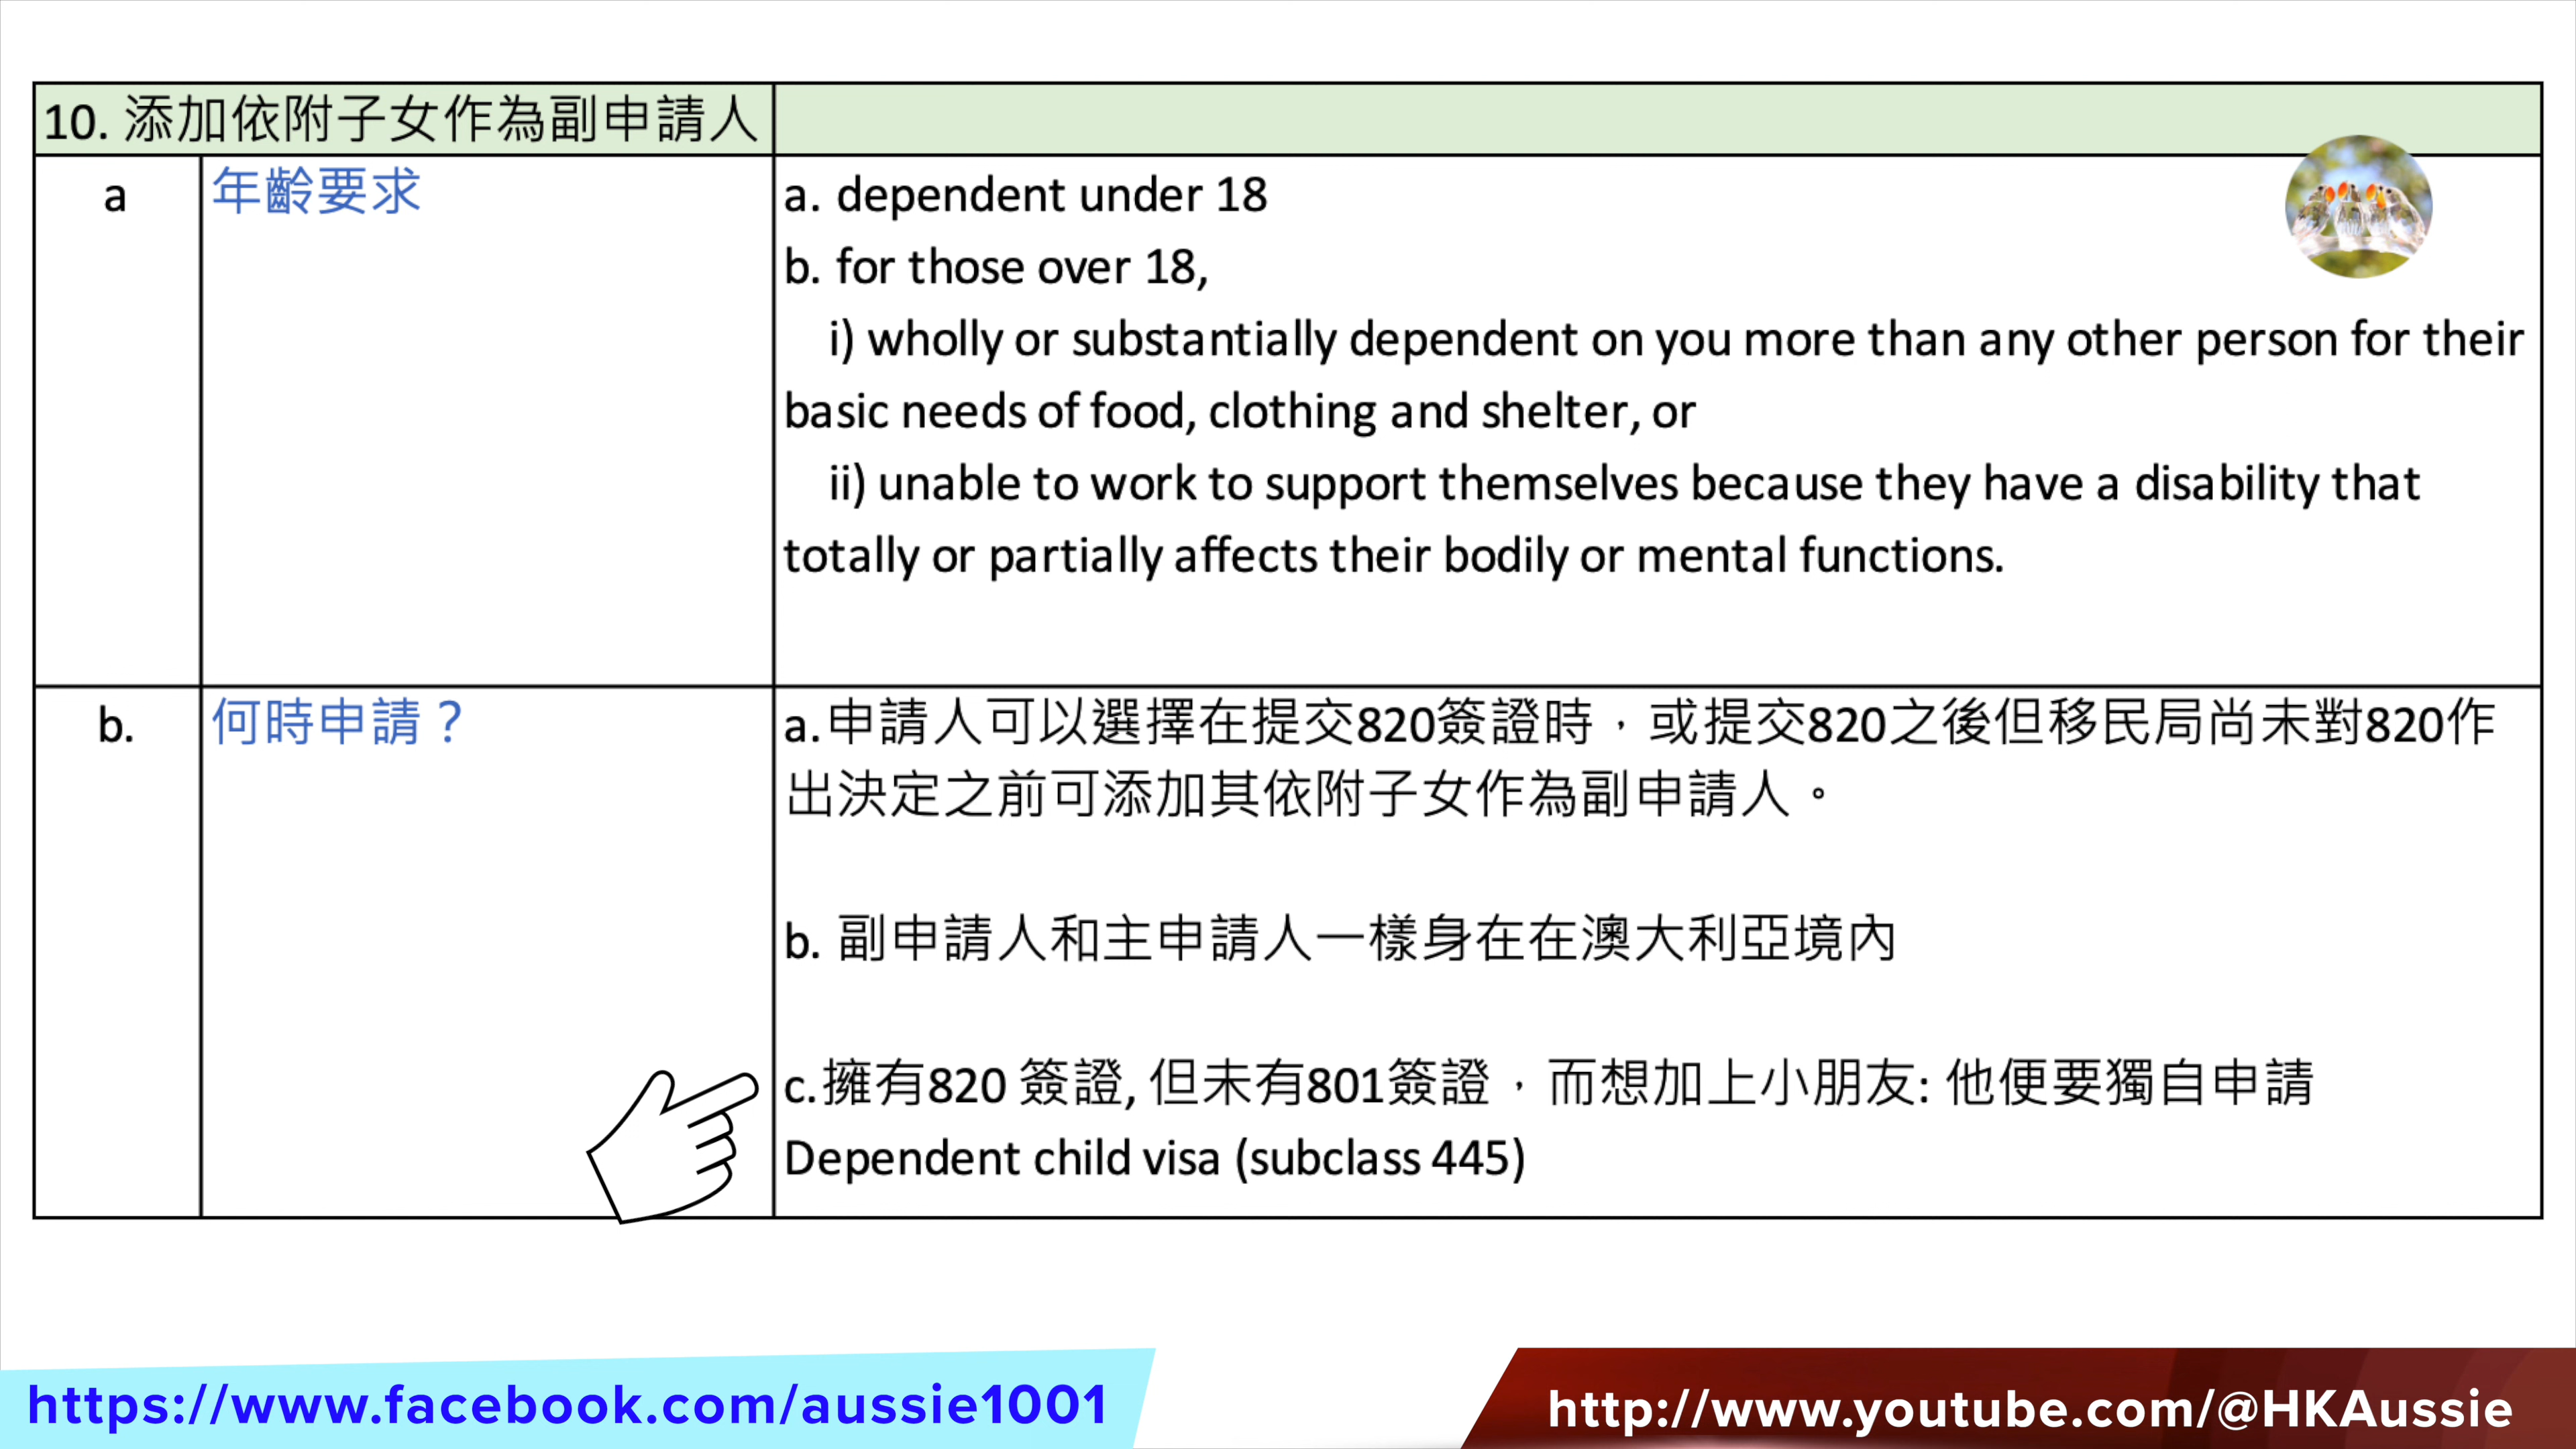 10. 添加依附子女作為副申請人
a
年齡要求
a. dependent under 18
b. for those over 18,
i) wholly or substantially dependent on you more than any other person for their
basic needs of food, clothing and shelter, or
ii) unable to work to support themselves because they have a disability that
totally or partially affects their bodily or mental functions.
b.
何時申請？
a.申請人可以選擇在提交820簽證時，或提交820之後但移民局尚未對820作
出決定之前可添加其依附子女作為副申請人。
b. 副申請人和主申請人一樣身在在澳大利亞境內
c.擁有820 簽證, 但未有801簽證，而想加上小朋友: 他便要獨自申請
Dependent child visa (subclass 445)
https://www.facebook.com/aussie1001
http://www.youtube.com/@HKAussie